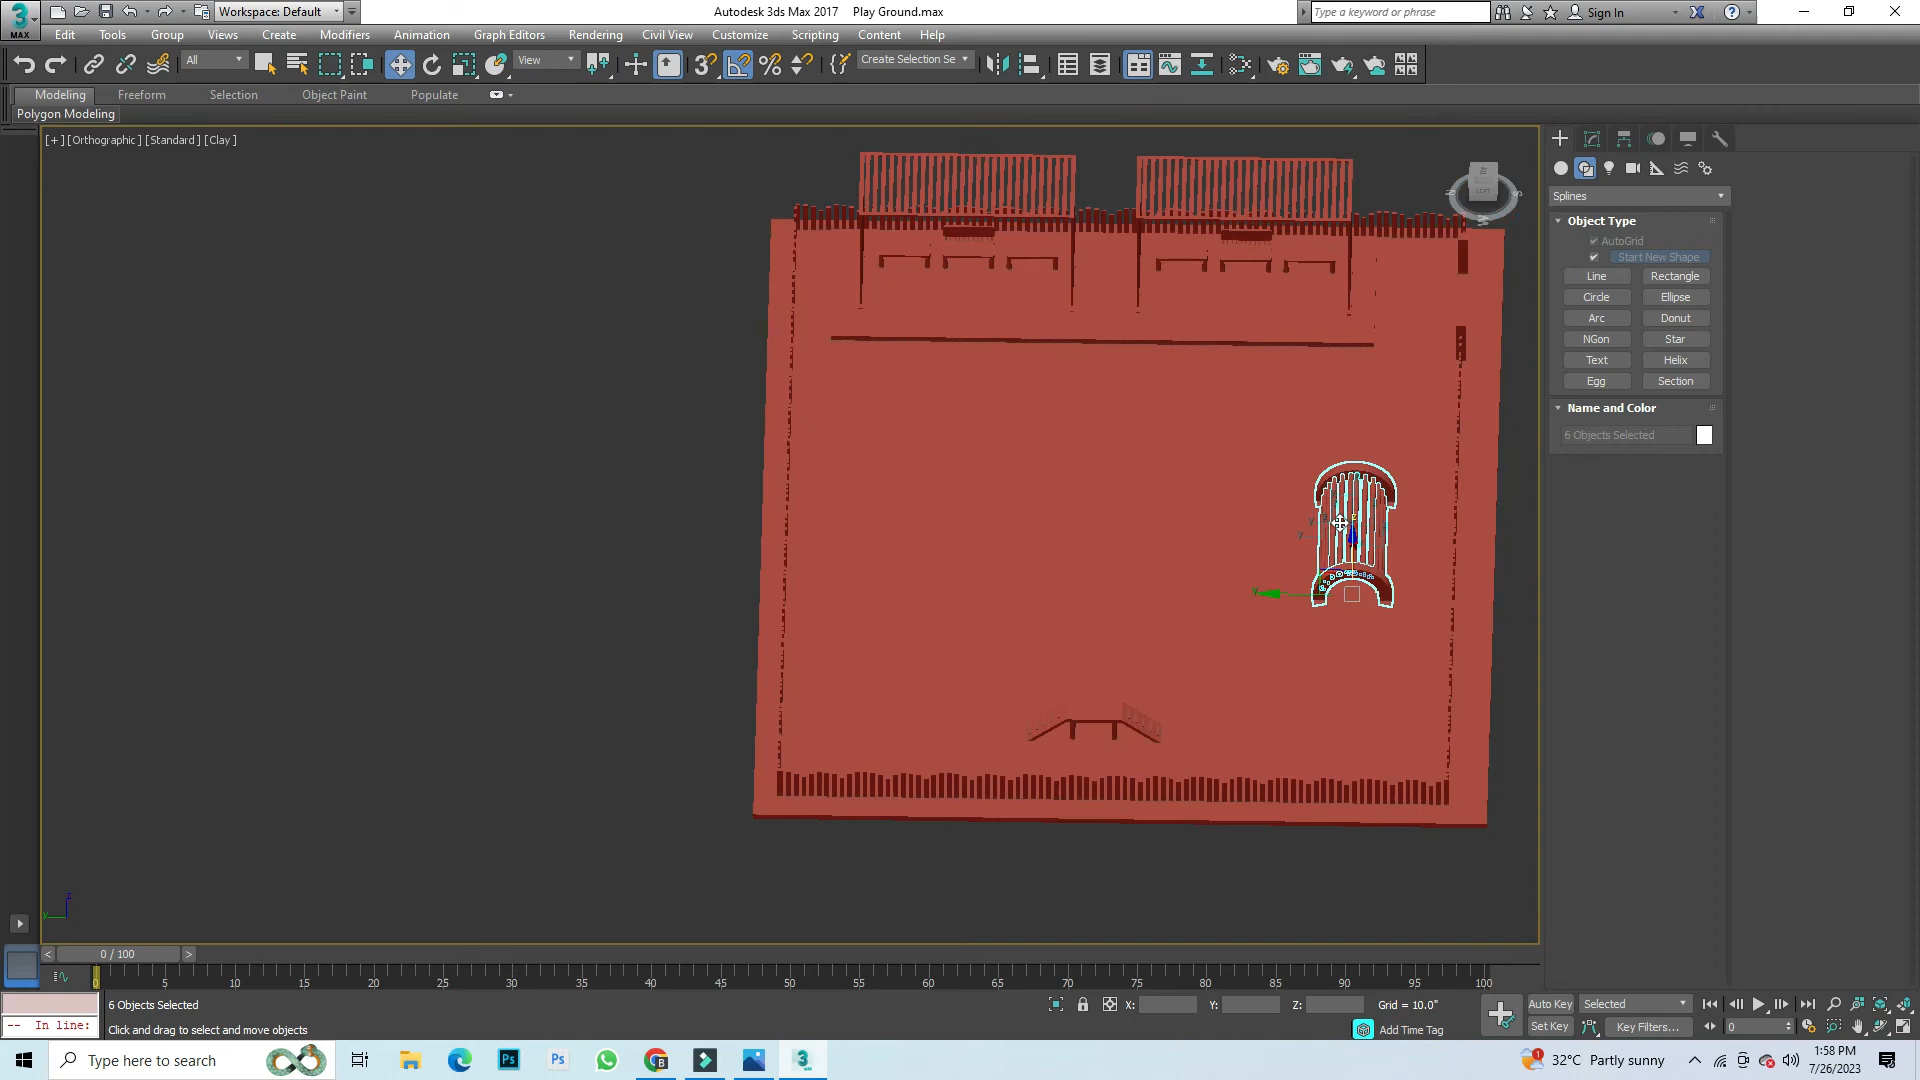 Workspace: Default
Autodesk 3ds Max 2017    Play Ground.max
Type a keyword or phrase
Sign In
MAX
Edit Tools Group Views Create Modifiers Animation Graph Editors Rendering Civil View Customize Scripting Content Help
All
View
Create Selection Se
Modeling Freeform Selection Object Paint Populate
Polygon Modeling
[+] [Orthographic] [Standard] [Clay]
LEFT
Splines
Object Type
AutoGrid
Start New Shape
Line Rectangle
Circle Ellipse
Arc Donut
NGon Star
Text Helix
Egg Section
Name and Color
6 Objects Selected
z
y
y
y
z
y
0 / 100
0 5 10 15 20 25 30 35 40 45 50 55 60 65 70 75 80 85 90 95 100
6 Objects Selected
X: Y: Z: Grid = 10.0"
Auto Key Selected
-- In line:
Click and drag to select and move objects
Add Time Tag
Set Key Key Filters... 0
Type here to search
32°C Partly sunny
1:58 PM
7/26/2023